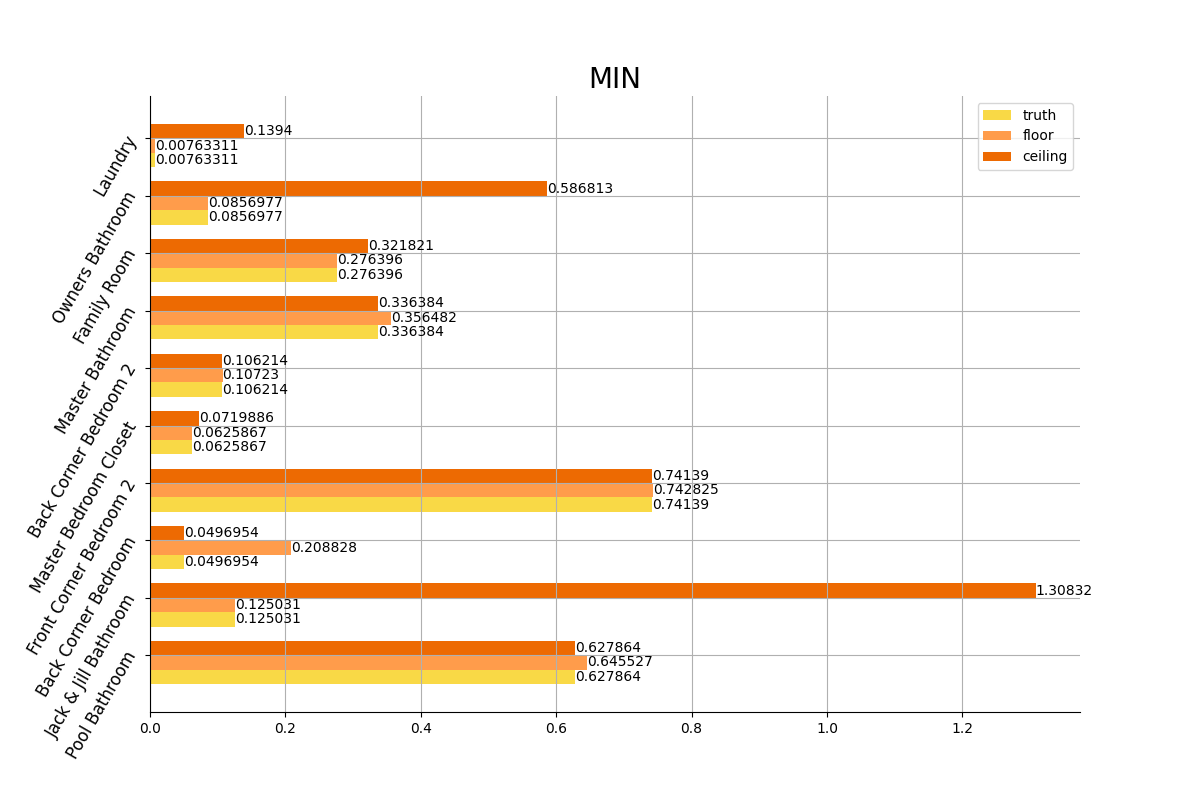 MIN
truth
floor
ceiling
Laundry
0.1394
0.00763311
0.00763311
Owners Bathroom
0.586813
0.0856977
0.0856977
Family Room
0.321821
0.276396
0.276396
Master Bathroom
0.336384
0.356482
0.336384
Back Corner Bedroom 2
0.106214
0.10723
0.106214
Master Bedroom Closet
0.0719886
0.0625867
0.0625867
Front Corner Bedroom 2
0.74139
0.742825
0.74139
Back Corner Bedroom
0.0496954
0.208828
0.0496954
Jack & Jill Bathroom
1.30832
0.125031
0.125031
Pool Bathroom
0.627864
0.645527
0.627864
0.0 0.2 0.4 0.6 0.8 1.0 1.2